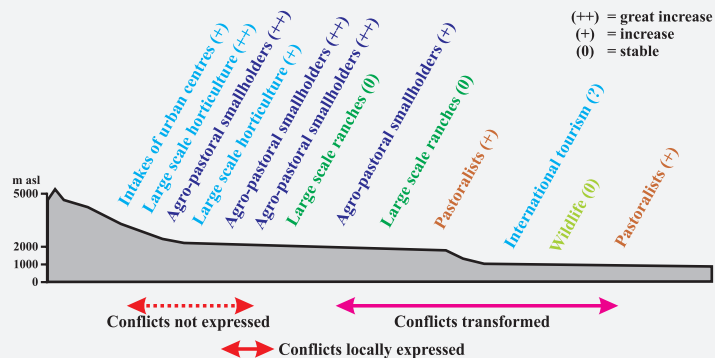 (++) = great increase
(+) = increase
(0) = stable
Intakes of urban centres (+)
Large scale horticulture (++)
Agro-pastoral smallholders (++)
Large scale horticulture (+)
Agro-pastoral smallholders (++)
Agro-pastoral smallholders (++)
Large scale ranches (0)
Agro-pastoral smallholders (+)
Large scale ranches (0)
Pastoralists (+)
International tourism (?)
Wildlife (0)
Pastoralists (+)
m asl
5000
2000
1000
0
Conflicts not expressed
Conflicts transformed
Conflicts locally expressed